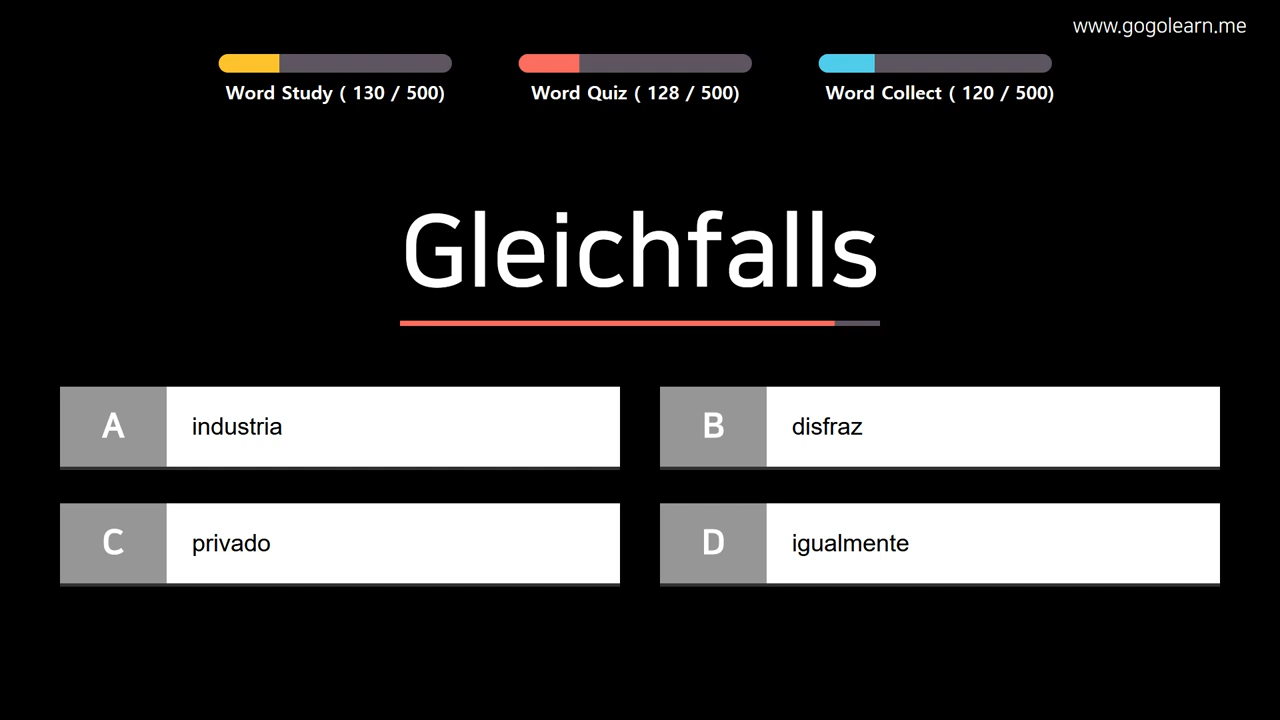 www.gogolearn.me
Word Study ( 130 / 500)
Word Quiz ( 128 / 500)
Word Collect ( 120 / 500)
Gleichfalls
A industria
B disfraz
C privado
D igualmente